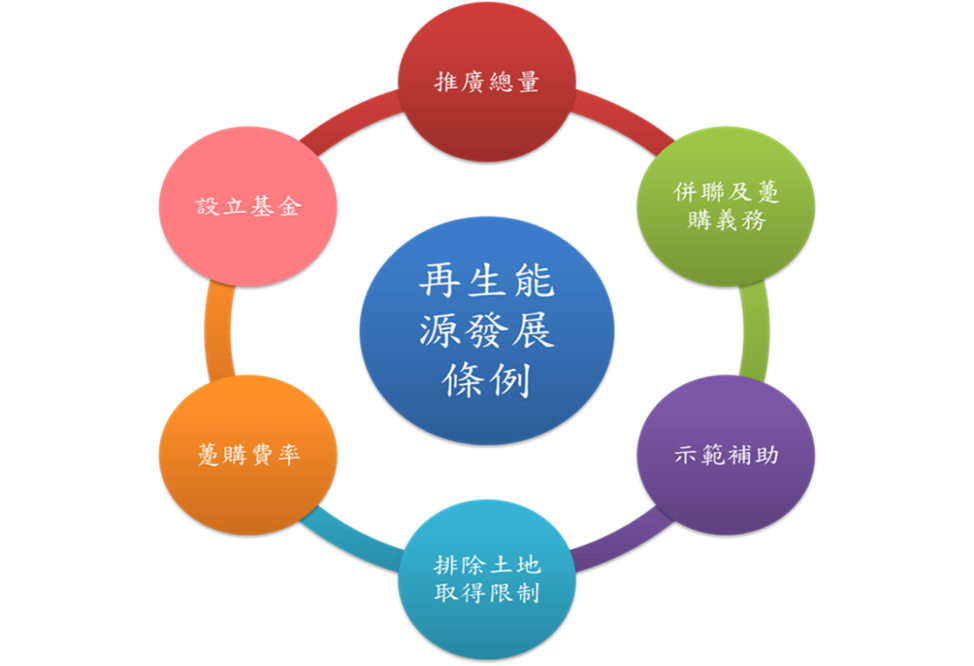 推廣總量
併聯及躉
購義務
設立基金
再生能
源發展
條例
躉購費率
示範補助
排除土地
取得限制